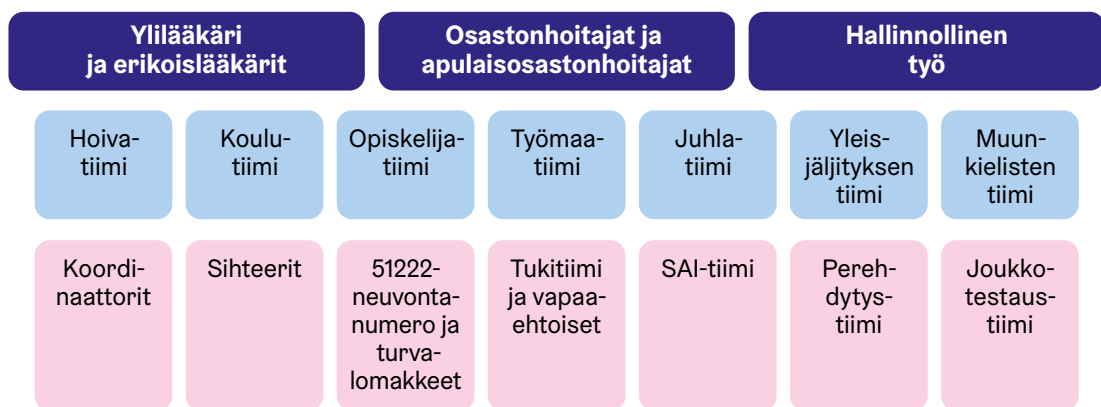 Ylilääkäri
ja erikoislääkärit
Osastonhoitajat ja
apulaisosastonhoitajat
Hallinnollinen
työ
Hoiva-
tiimi
Koulu-
tiimi
Opiskelija-
tiimi
Työmaa-
tiimi
Juhla-
tiimi
Yleis-
jäljityksen
tiimi
Muun-
kielisten
tiimi
Koordi-
naattorit
Sihteerit
51222-
neuvonta-
numero ja
turva-
lomakkeet
Tukitiimi
ja vapaa-
ehtoiset
SAI-tiimi
Pereh-
dytys-
tiimi
Joukko-
testaus-
tiimi